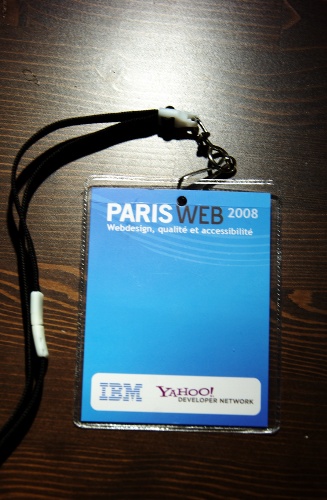 PARIS WEB 2008
Webdesign, qualité et accessibilité
IBM YAHOO!
DEVELOPER NETWORK